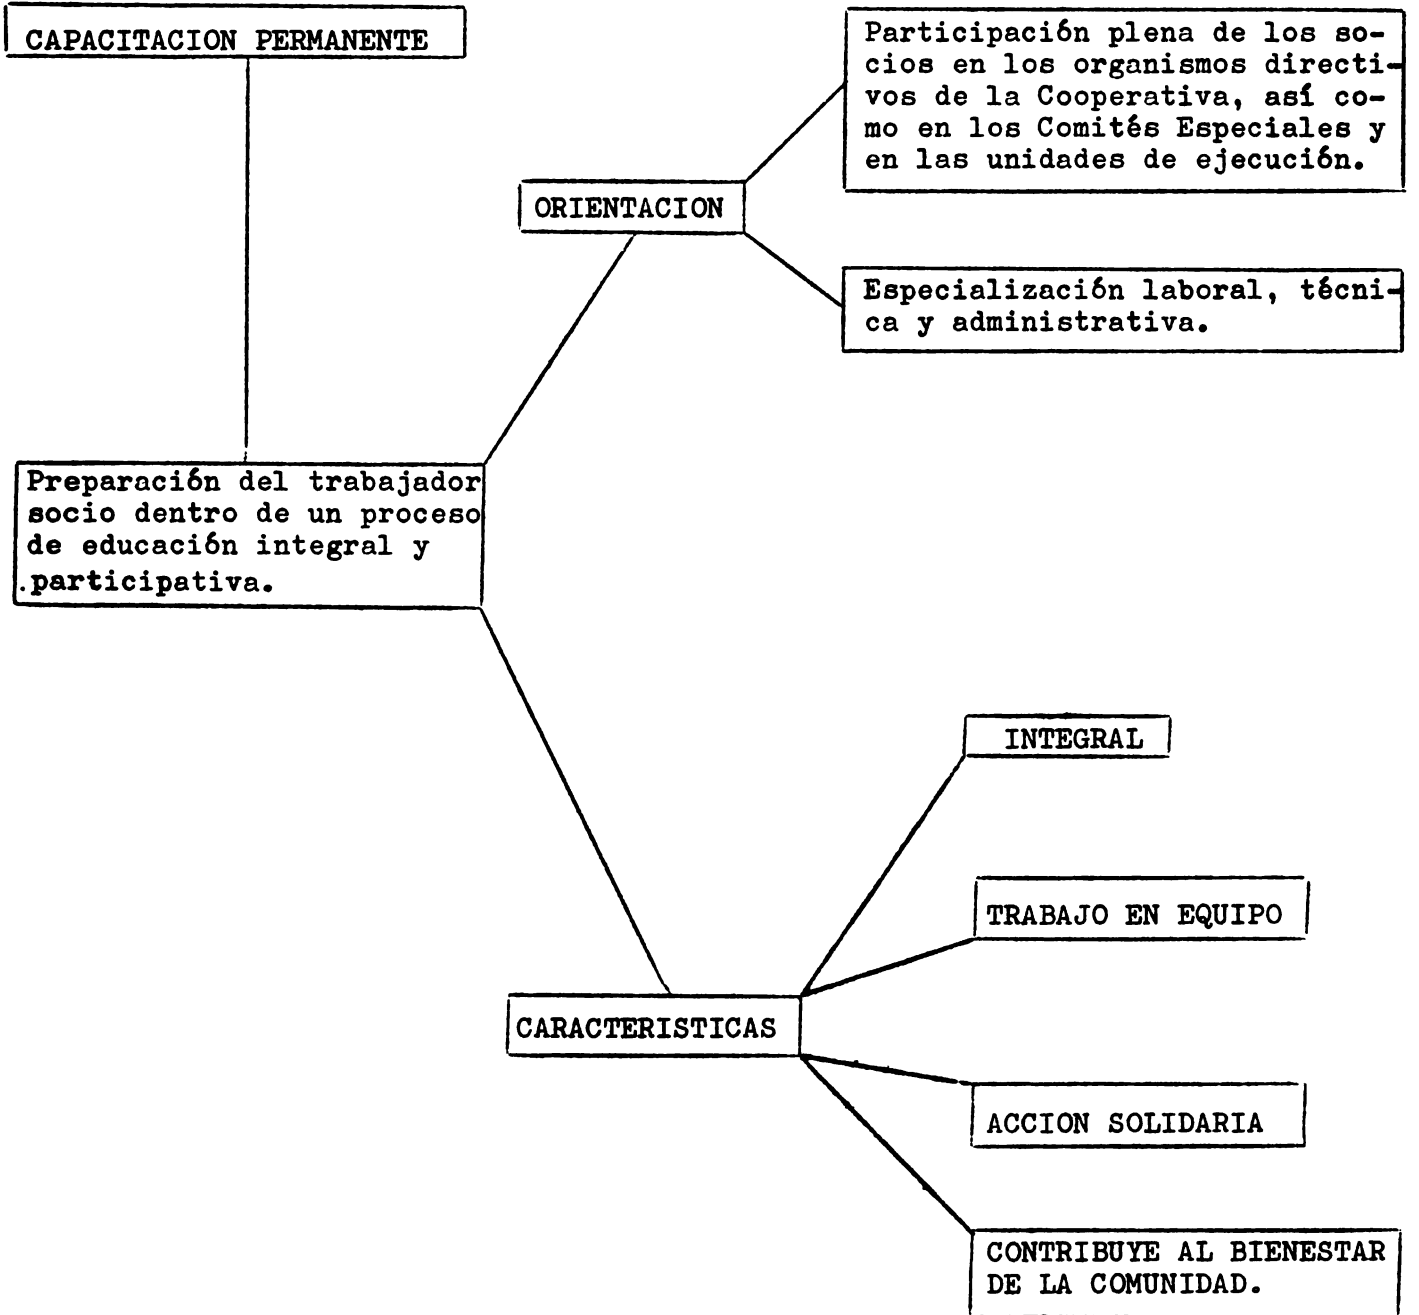 CAPACITACION PERMANENTE
Participación plena de los so-
cios en los organismos directi-
vos de la Cooperativa, así co-
mo en los Comités Especiales y
en las unidades de ejecución.
ORIENTACION
Especialización laboral, técni-
ca y administrativa.
Preparación del trabajador
socio dentro de un proceso
de educación integral y
.participativa.
INTEGRAL
TRABAJO EN EQUIPO
CARACTERISTICAS
ACCION SOLIDARIA
CONTRIBUYE AL BIENESTAR
DE LA COMUNIDAD.